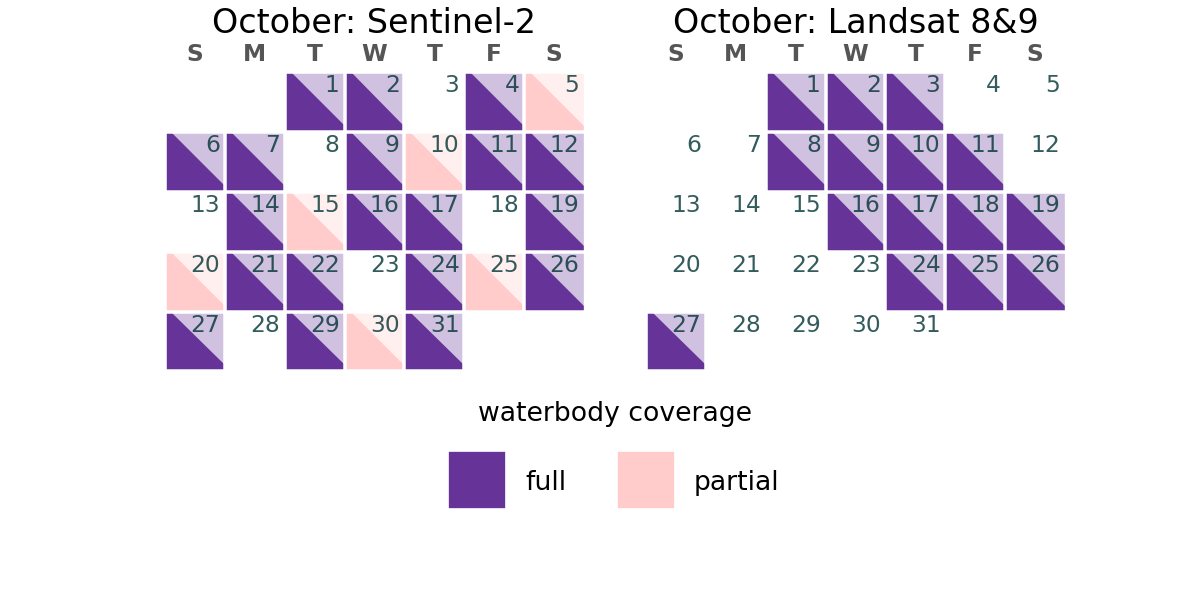 October: Sentinel-2
S M T W T F S
1 2 3 4 5
6 7 8 9 10 11 12
13 14 15 16 17 18 19
20 21 22 23 24 25 26
27 28 29 30 31
October: Landsat 8&9
S M T W T F S
1 2 3 4 5
6 7 8 9 10 11 12
13 14 15 16 17 18 19
20 21 22 23 24 25 26
27 28 29 30 31
waterbody coverage
full partial